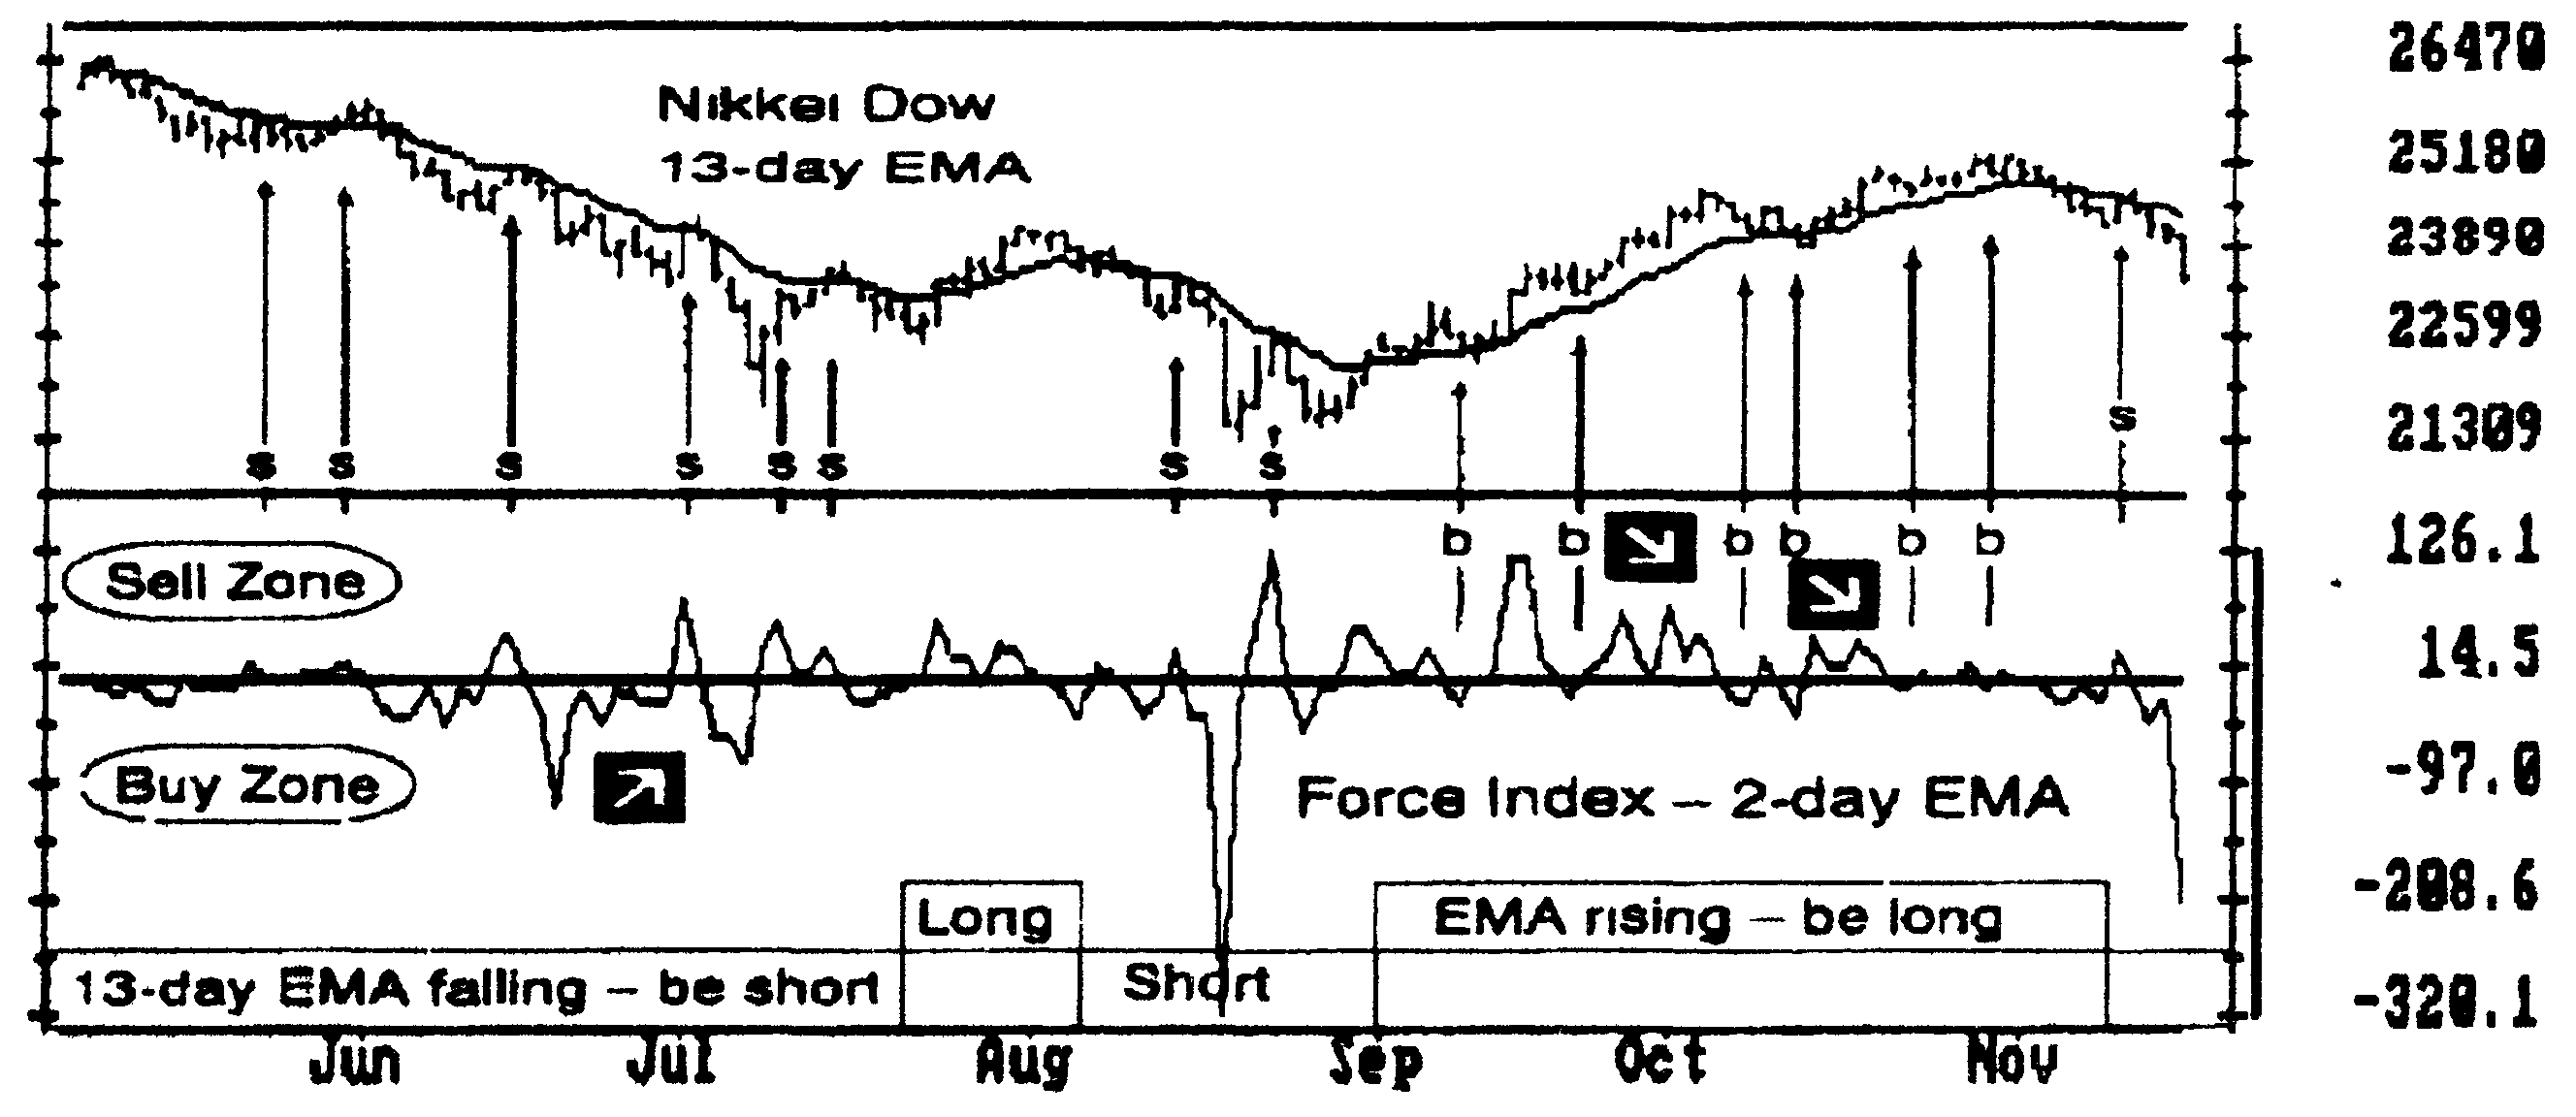 26470
Nikkei Dow
13-day EMA
25180
23890
22599
21309
s s s s s s s s s
126.1
b b b b b b
Sell Zone
14.5
Buy Zone
Force Index – 2-day EMA
-97.0
-208.6
Long
EMA rising – be long
13-day EMA falling – be short
Short
-320.1
Jun Jul Aug Sep Oct Nov